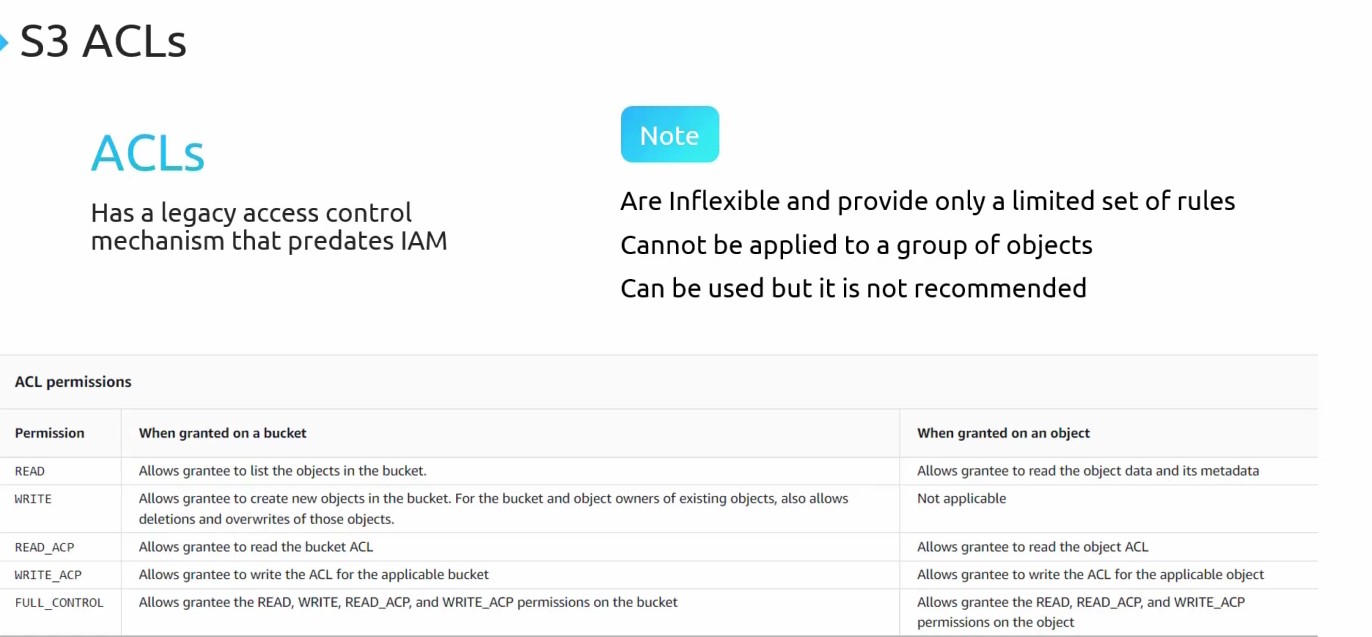 S3 ACLs
ACLs
Has a legacy access control
mechanism that predates IAM
Note
Are Inflexible and provide only a limited set of rules
Cannot be applied to a group of objects
Can be used but it is not recommended
ACL permissions
Permission When granted on a bucket When granted on an object
READ Allows grantee to list the objects in the bucket. Allows grantee to read the object data and its metadata
WRITE Allows grantee to create new objects in the bucket. For the bucket and object owners of existing objects, also allows Not applicable
deletions and overwrites of those objects.
READ_ACP Allows grantee to read the bucket ACL Allows grantee to read the object ACL
WRITE_ACP Allows grantee to write the ACL for the applicable bucket Allows grantee to write the ACL for the applicable object
FULL_CONTROL Allows grantee the READ, WRITE, READ_ACP, and WRITE_ACP permissions on the bucket Allows grantee the READ, READ_ACP, and WRITE_ACP
permissions on the object